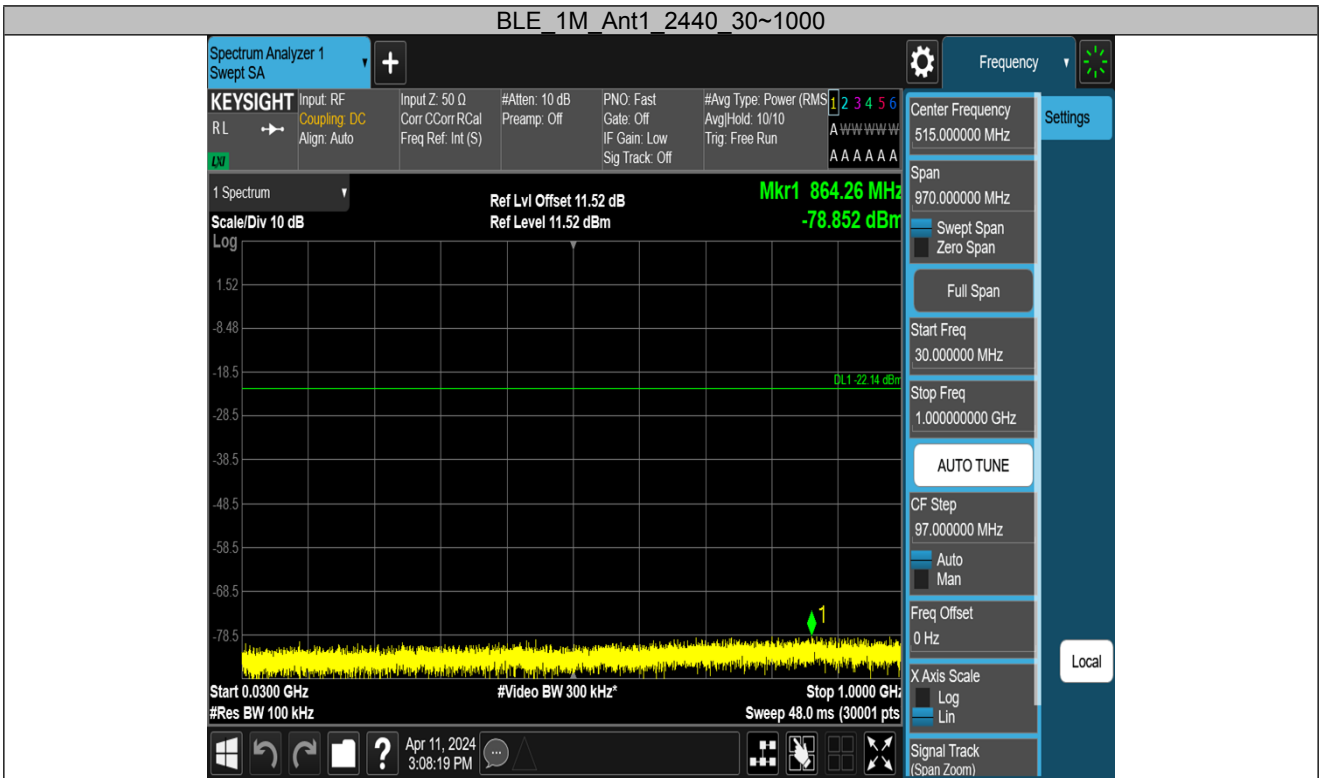 BLE_1M_Ant1_2440_30~1000
Spectrum Analyzer 1
Swept SA
+
Frequency
KEYSIGHT
RL
LXI
Input: RF
Coupling: DC
Align: Auto
Input Z: 50 Ω
Corr CCorr RCal
Freq Ref: Int (S)
#Atten: 10 dB
Preamp: Off
PNO: Fast
Gate: Off
IF Gain: Low
Sig Track: Off
#Avg Type: Power (RMS
Avg|Hold: 10/10
Trig: Free Run
1 2 3 4 5 6
A W W W W W
A A A A A A
1 Spectrum
Scale/Div 10 dB
Log
Ref Lvl Offset 11.52 dB
Ref Level 11.52 dBm
Mkr1 864.26 MHz
-78.852 dBm
1.52
-8.48
-18.5
-28.5
-38.5
-48.5
-58.5
-68.5
-78.5
DL1 -22.14 dBm
1
Start 0.0300 GHz
#Res BW 100 kHz
#Video BW 300 kHz*
Stop 1.0000 GHz
Sweep 48.0 ms (30001 pts
?
Apr 11, 2024
3:08:19 PM
Center Frequency
515.000000 MHz
Span
970.000000 MHz
Swept Span
Zero Span
Full Span
Start Freq
30.000000 MHz
Stop Freq
1.000000000 GHz
AUTO TUNE
CF Step
97.000000 MHz
Auto
Man
Freq Offset
0 Hz
X Axis Scale
Log
Lin
Signal Track
(Span Zoom)
Settings
Local